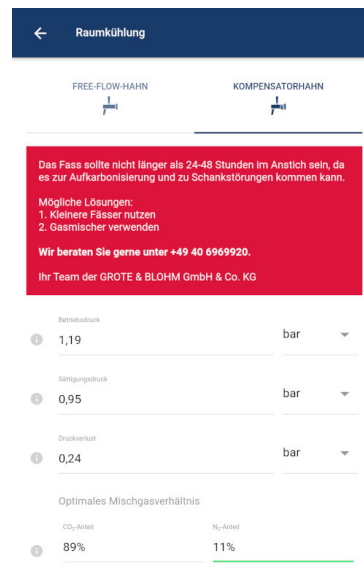 Raumkühlung
FREE-FLOW-HAHN
KOMPENSATORHAHN
Das Fass sollte nicht länger als 24-48 Stunden im Anstich sein, da
es zur Aufkarbonisierung und zu Schankstörungen kommen kann.
Mögliche Lösungen:
1. Kleinere Fässer nutzen
2. Gasmischer verwenden
Wir beraten Sie gerne unter +49 40 6969920.
Ihr Team der GROTE & BLOHM GmbH & Co. KG
Betriebsdruck
1,19 bar
Sättigungsdruck
0,95 bar
Druckverlust
0,24 bar
Optimales Mischgasverhältnis
CO₂-Anteil N₂-Anteil
89% 11%